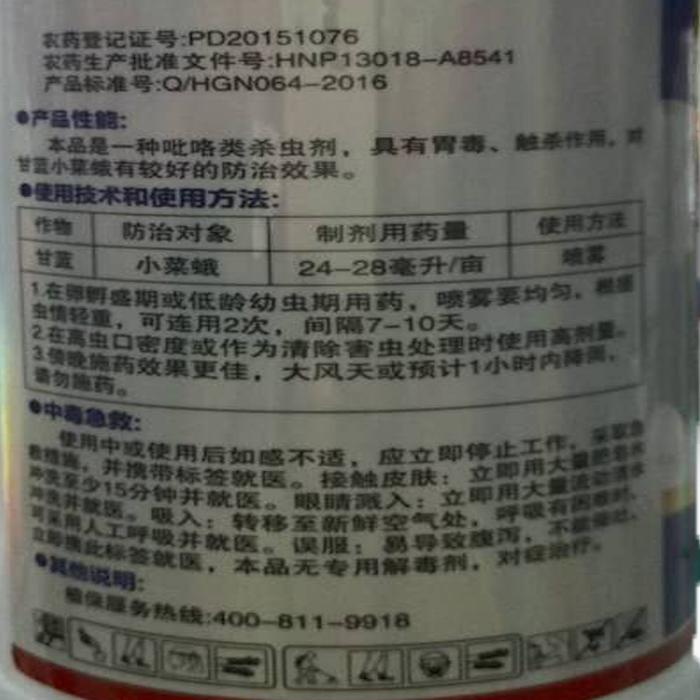 农药登记证号:PD20151076
农药生产批准文件号:HNP13018-A8541
产品标准号:Q/HGN064-2016
●产品性能:
本品是一种吡咯类杀虫剂，具有胃毒、触杀作用，对
甘蓝小菜蛾有较好的防治效果。
●使用技术和使用方法:
作物 防治对象 制剂用药量 使用方法
甘蓝 小菜蛾 24-28毫升/亩 喷雾
1.在卵孵盛期或低龄幼虫期用药，喷雾要均匀，根据
虫情轻重，可连用2次，间隔7-10天。
2.在高虫口密度或作为清除害虫处理时使用高剂量。
3.傍晚施药效果更佳，大风天或预计1小时内降雨，
请勿施药。
●中毒急救:
使用中或使用后如感不适，应立即停止工作，采取急
救措施，并携带标签就医。接触皮肤：立即用大量肥皂水
冲洗至少15分钟并就医。眼睛溅入：立即用大量流动清水
冲洗并就医。吸入：转移至新鲜空气处，呼吸有困难时，
可采用人工呼吸并就医。误服：易导致腹泻，不能催吐，
立即携此标签就医，本品无专用解毒剂，对症治疗。
●其他说明:
植保服务热线:400-811-9918